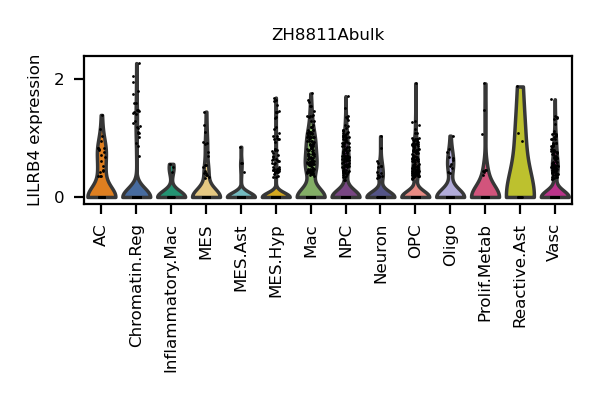 ZH8811Abulk
LILRB4 expression
2
0
AC
Chromatin.Reg
Inflammatory.Mac
MES
MES.Ast
MES.Hyp
Mac
NPC
Neuron
OPC
Oligo
Prolif.Metab
Reactive.Ast
Vasc